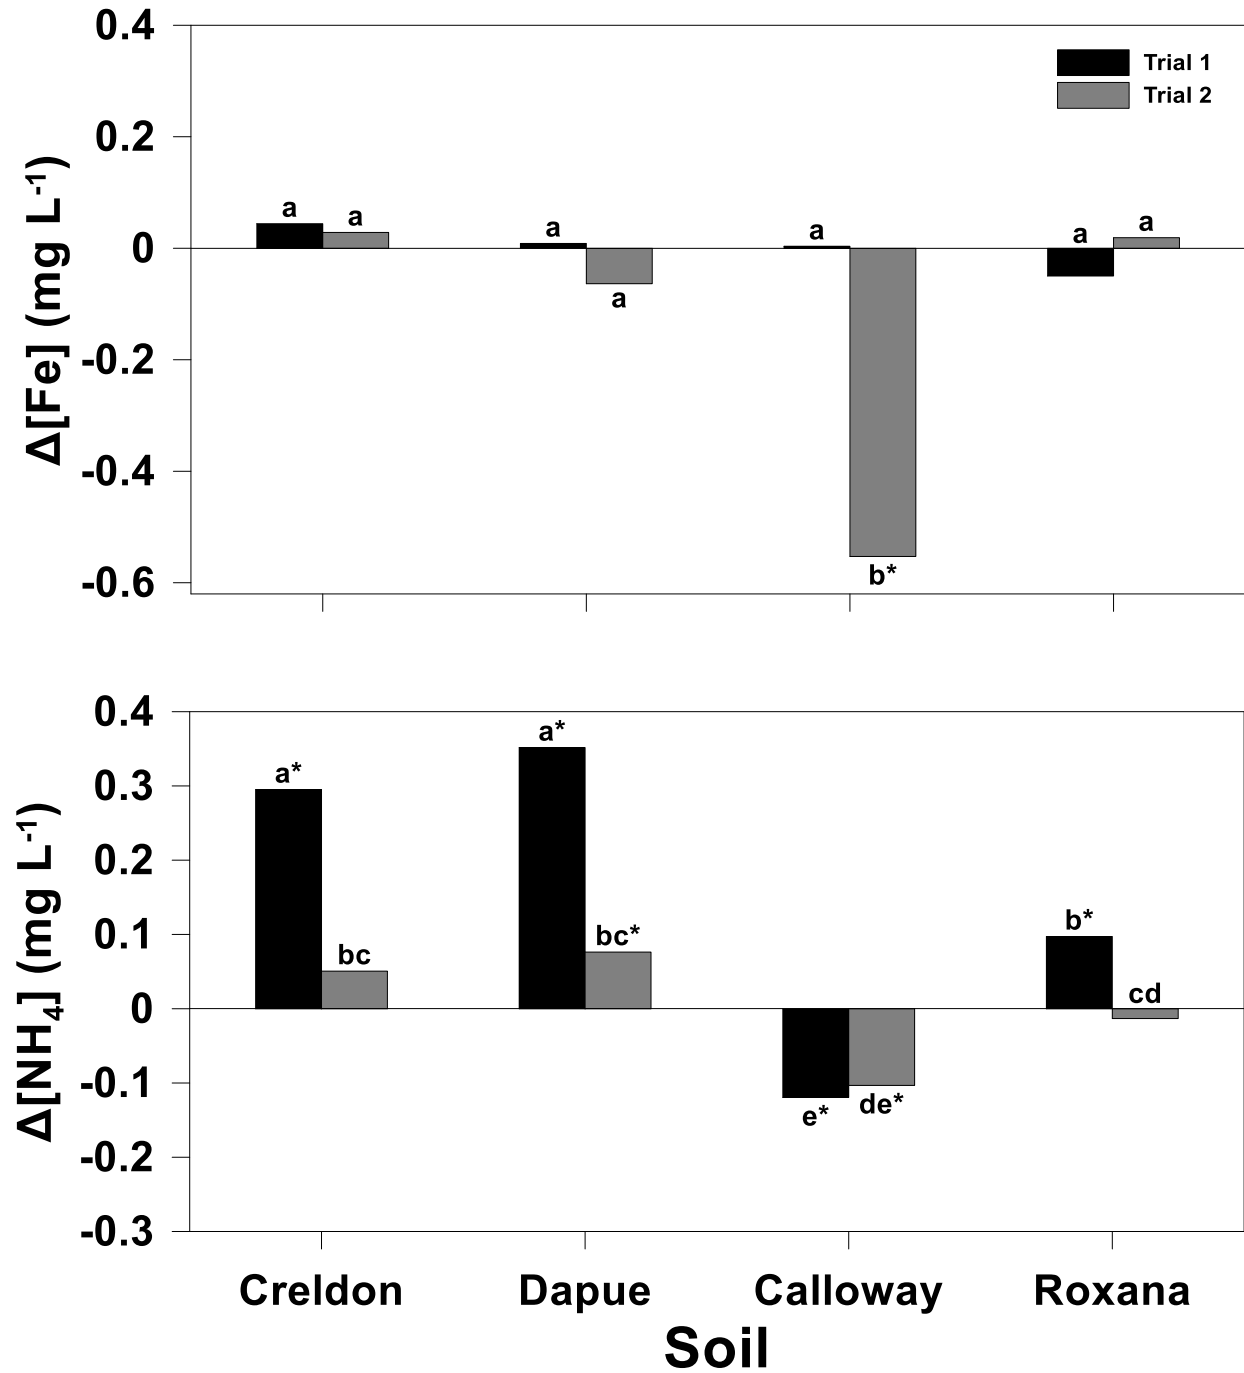 0.4
Trial 1
Trial 2
0.2
Δ[Fe] (mg L-1)
a
a
a
a
a
a
0
a
-0.2
-0.4
b*
-0.6
0.4
a*
a*
0.3
Δ[NH4] (mg L-1)
0.2
b*
bc
bc*
0.1
cd
0
-0.1
e*
de*
-0.2
-0.3
Creldon Dapue Calloway Roxana
Soil